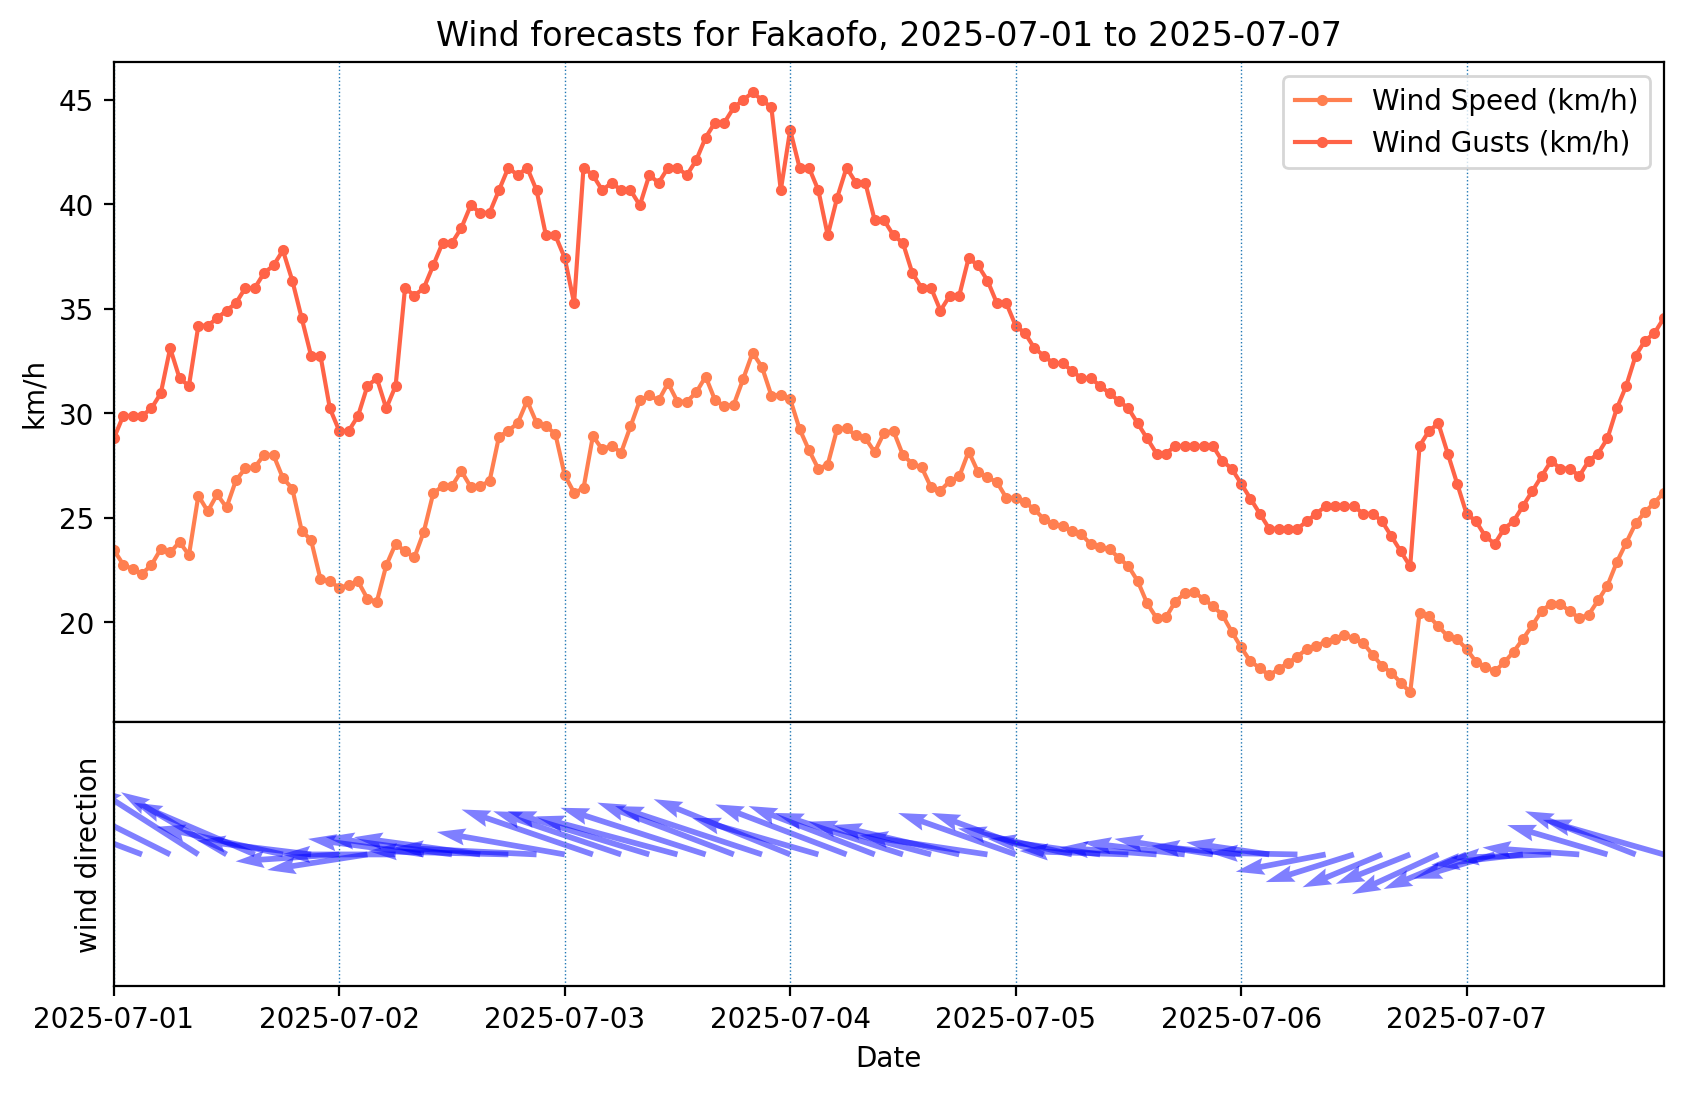 Wind forecasts for Fakaofo, 2025-07-01 to 2025-07-07
Wind Speed (km/h)
Wind Gusts (km/h)
km/h
45
40
35
30
25
20
wind direction
2025-07-01
2025-07-02
2025-07-03
2025-07-04
2025-07-05
2025-07-06
2025-07-07
Date